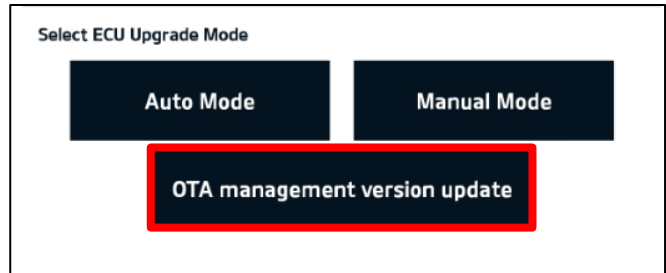 Select ECU Upgrade Mode
Auto Mode
Manual Mode
OTA management version update